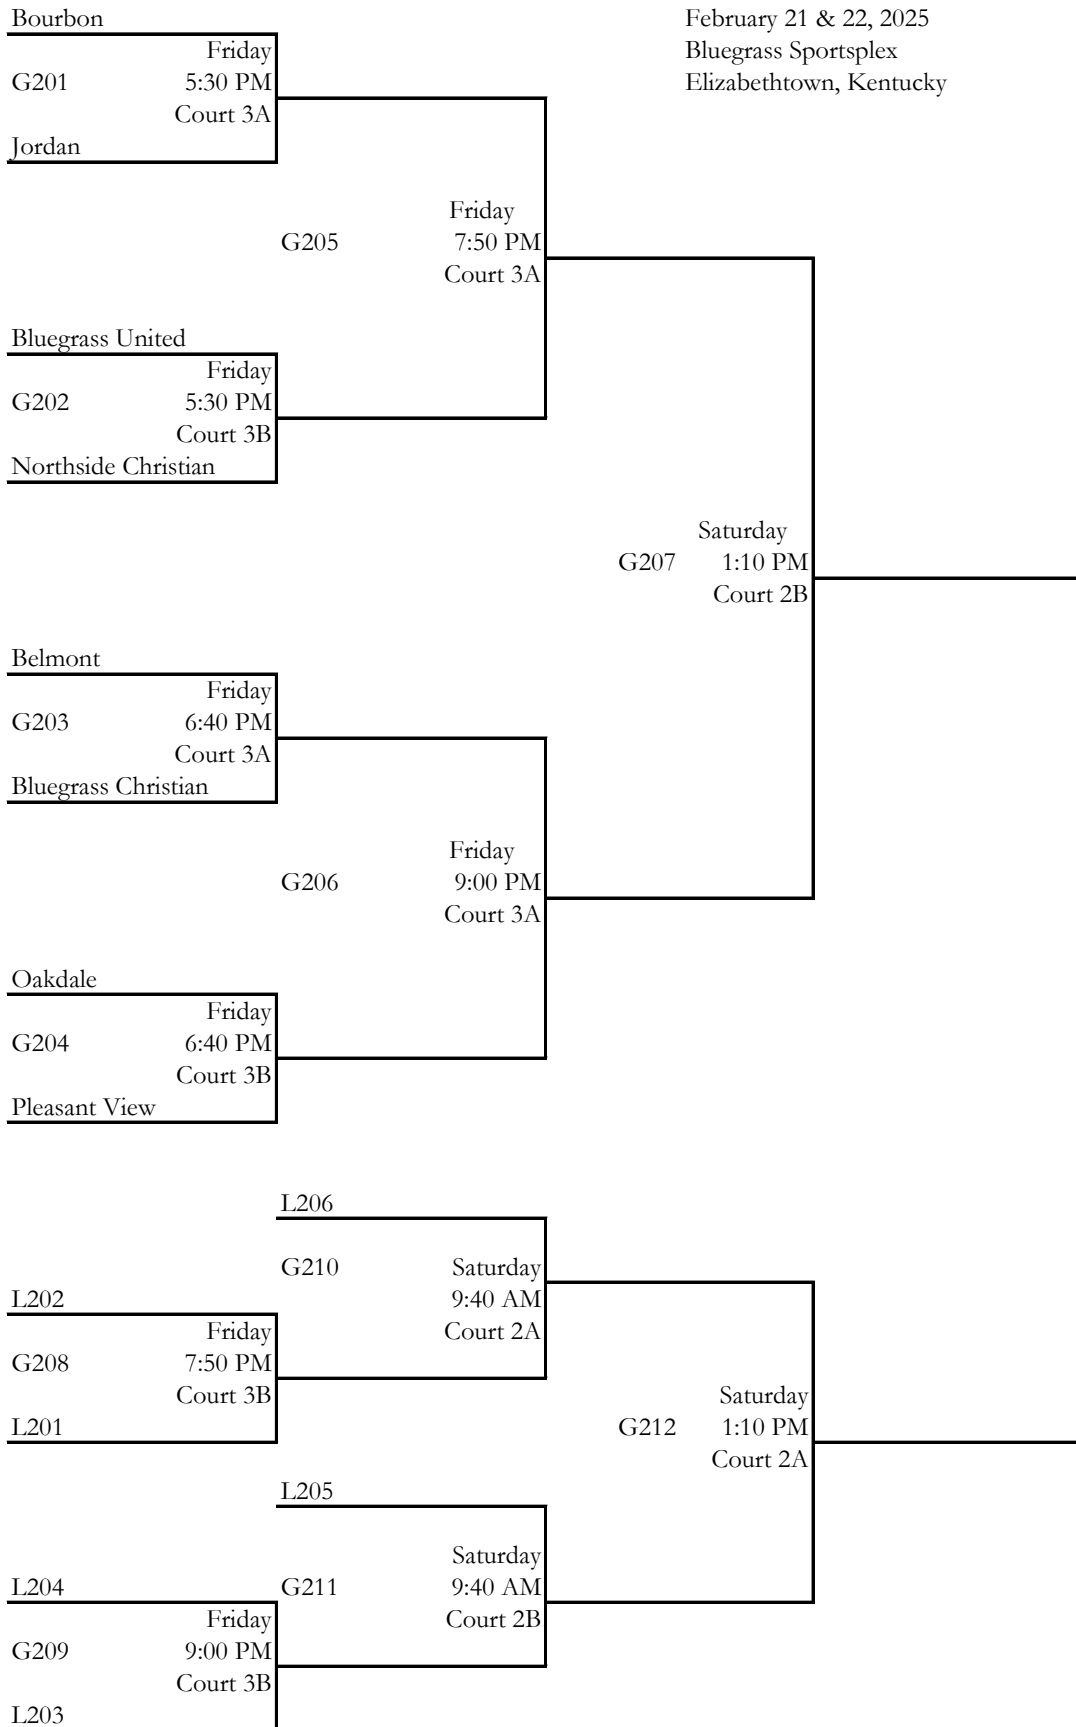 Bourbon
February 21 & 22, 2025
Friday
Bluegrass Sportsplex
G201 5:30 PM
Elizabethtown, Kentucky
Court 3A
Jordan
Friday
G205 7:50 PM
Court 3A
Bluegrass United
Friday
G202 5:30 PM
Court 3B
Northside Christian
Saturday
G207 1:10 PM
Court 2B
Belmont
Friday
G203 6:40 PM
Court 3A
Bluegrass Christian
Friday
G206 9:00 PM
Court 3A
Oakdale
Friday
G204 6:40 PM
Court 3B
Pleasant View
L206
G210 Saturday
L202 9:40 AM
Friday Court 2A
G208 7:50 PM
Court 3B
Saturday
L201 G212 1:10 PM
Court 2A
L205
Saturday
L204 G211 9:40 AM
Friday Court 2B
G209 9:00 PM
Court 3B
L203